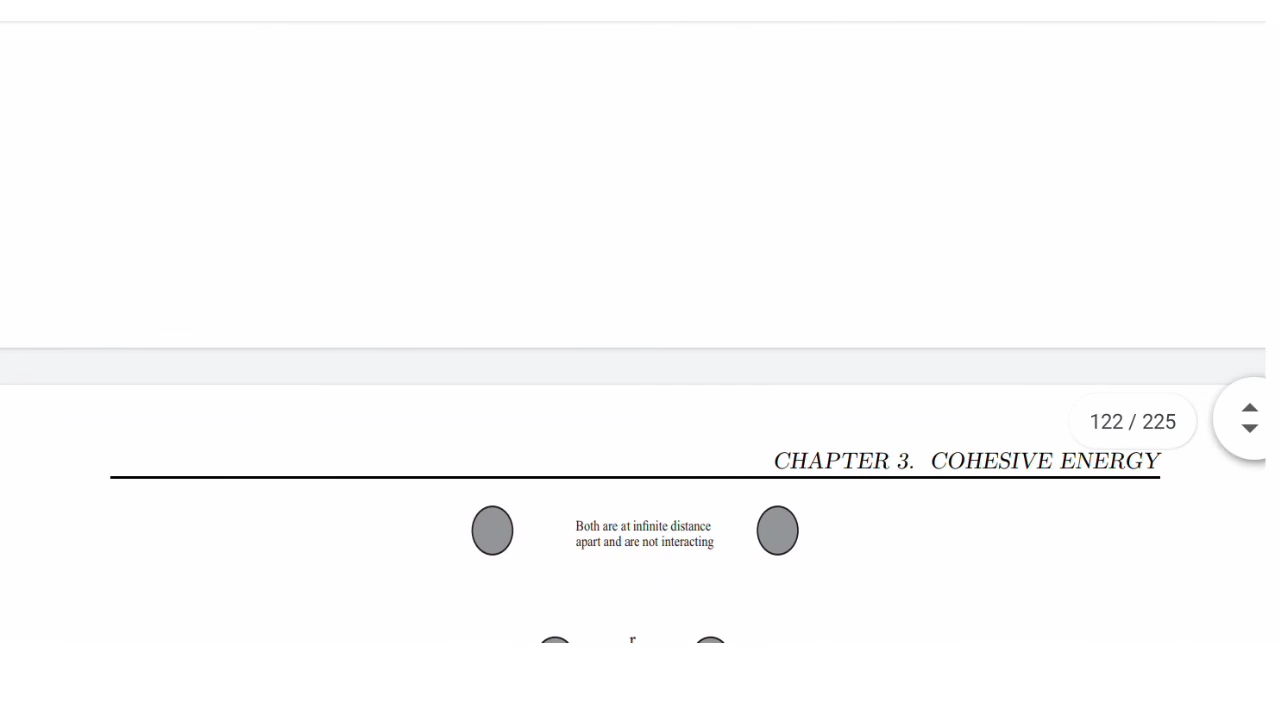 122 / 225
CHAPTER 3. COHESIVE ENERGY
Both are at infinite distance
apart and are not interacting
r